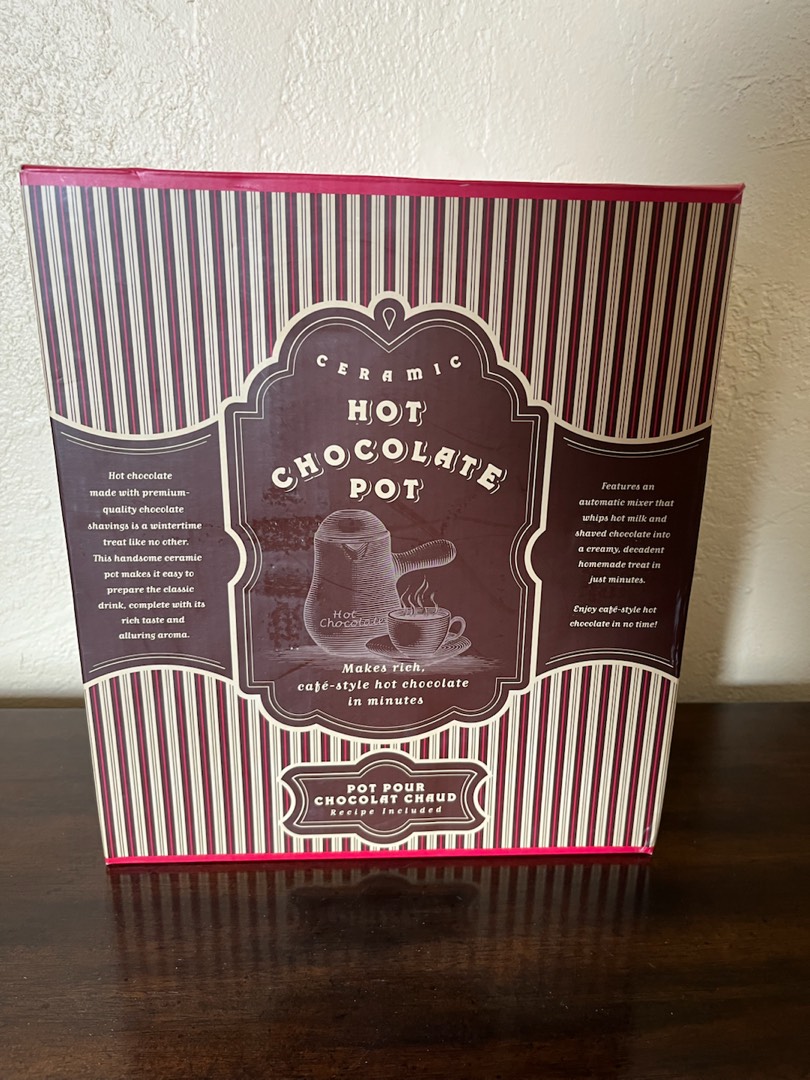 CERAMIC
HOT
CHOCOLATE
POT
Hot chocolate
made with premium-
quality chocolate
shavings is a wintertime
treat like no other.
This handsome ceramic
pot makes it easy to
prepare the classic
drink, complete with its
rich taste and
alluring aroma.
Hot
Chocolate
Makes rich,
café-style hot chocolate
in minutes
Features an
automatic mixer that
whips hot milk and
shaved chocolate into
a creamy, decadent
homemade treat in
just minutes.
Enjoy café-style hot
chocolate in no time!
POT POUR
CHOCOLAT CHAUD
Recipe Included